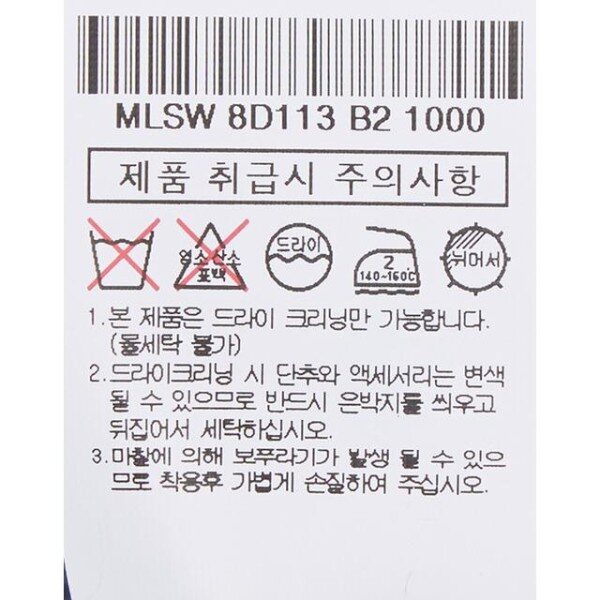 MLSW 8D113 B2 1000
제품 취급시 주의사항
염소산소
표백
드라이
2
140~160℃
뉘어서
1.본 제품은 드라이 크리닝만 가능합니다.
(물세탁 불가)
2.드라이크리닝 시 단추와 액세서리는 변색
될 수 있으므로 반드시 은박지를 씌우고
뒤집어서 세탁하십시오.
3.마찰에 의해 보푸라기가 발생 될 수 있으
므로 착용후 가볍게 손질하여 주십시오.